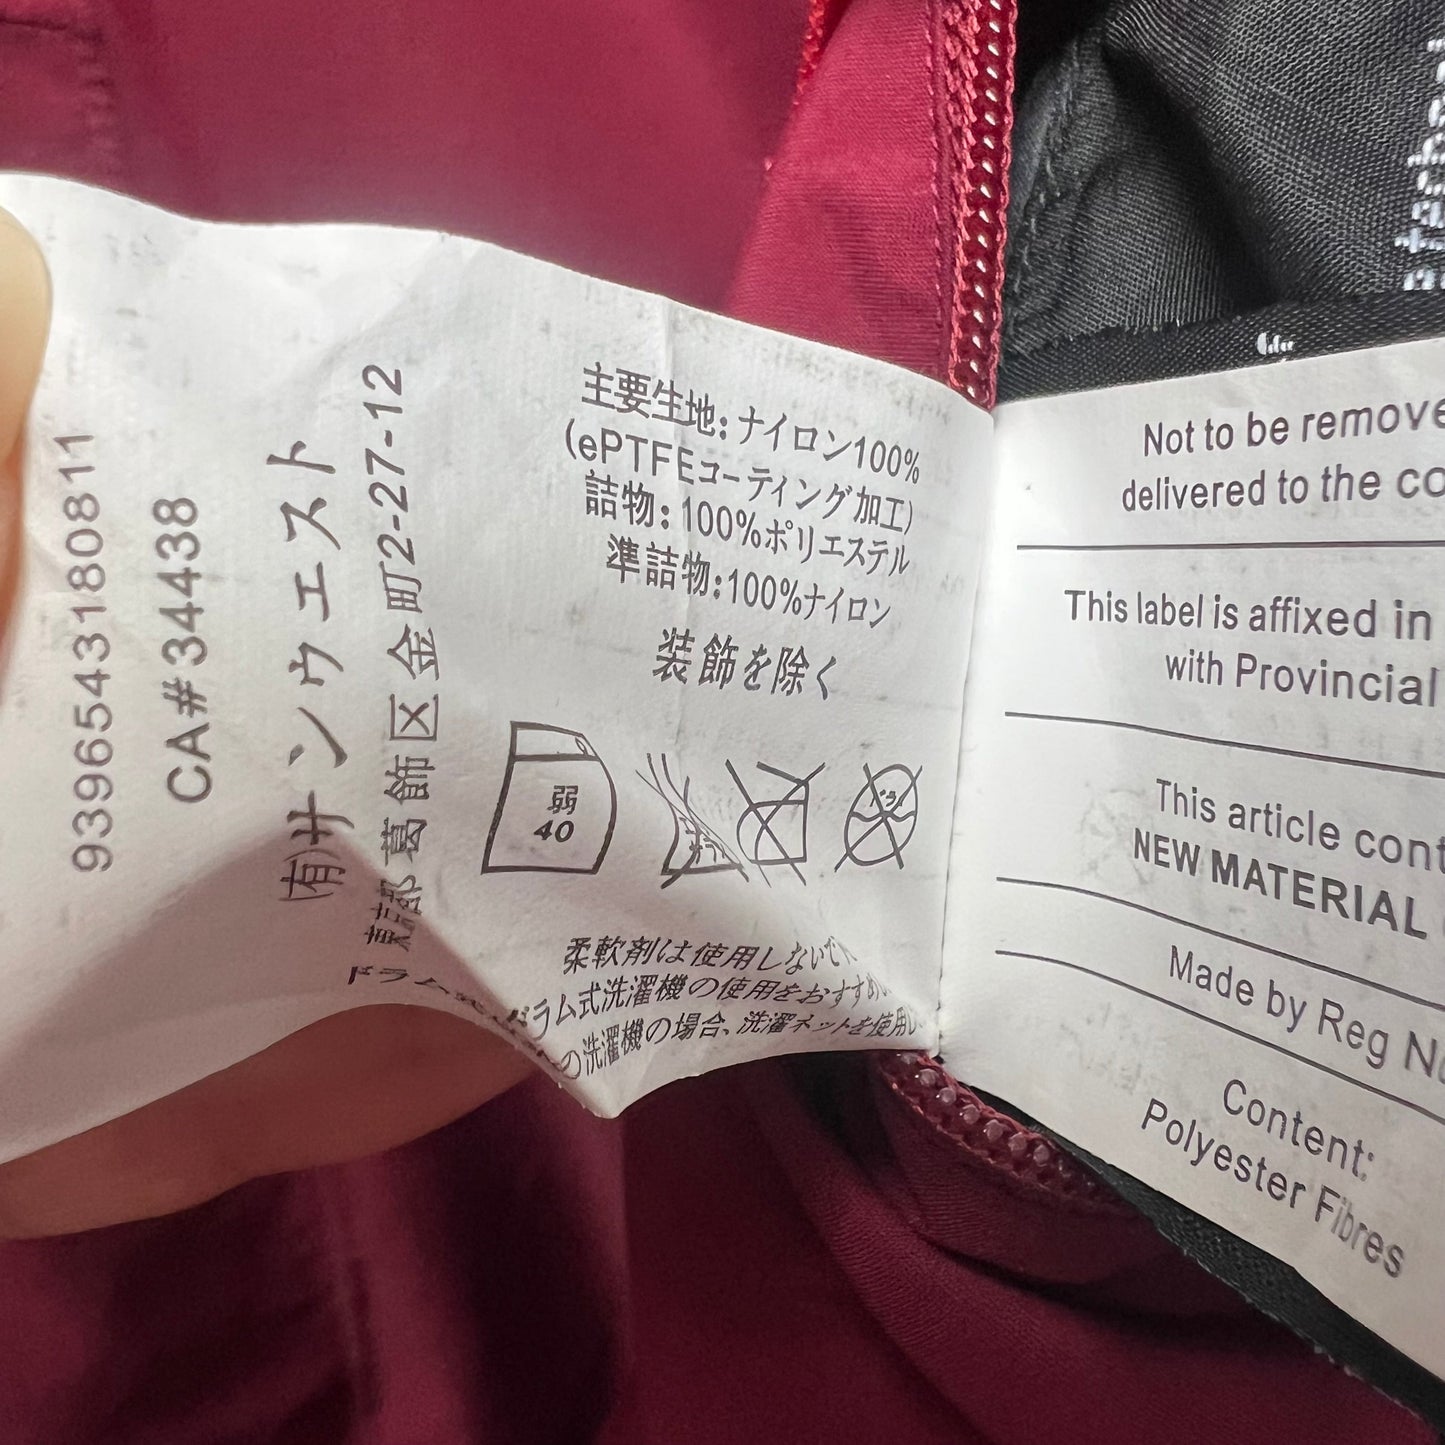 主要生地：ナイロン100%
(ePTFEコーティング加工)
詰物：100%ポリエステル
準詰物：100%ナイロン
装飾を除く
弱
40
柔軟剤は使用しないで
ドラム式洗濯機の使用をおすすめ
の洗濯機の場合、洗濯ネットを使用し
93965431808​11
CA#34438
(有)サンウエスト
京都葛飾区金町2-27-12
Not to be remove
delivered to the co
This label is affixed in
with Provincial
This article cont
NEW MATERIAL
Made by Reg Nu
Content:
Polyester Fibres